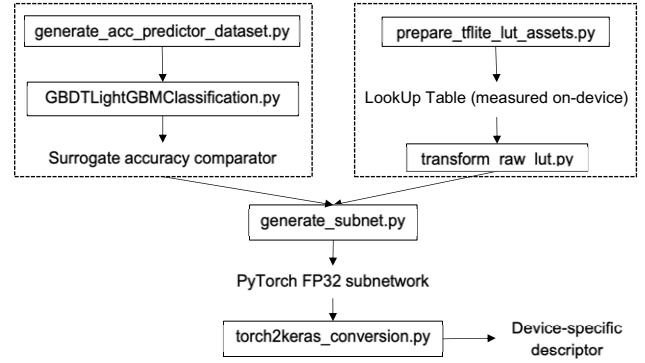 generate_acc_predictor_dataset.py
GBDTLightGBMClassification.py
Surrogate accuracy comparator
prepare_tflite_lut_assets.py
LookUp Table (measured on-device)
transform_raw_lut.py
generate_subnet.py
PyTorch FP32 subnetwork
torch2keras_conversion.py
Device-specific
descriptor